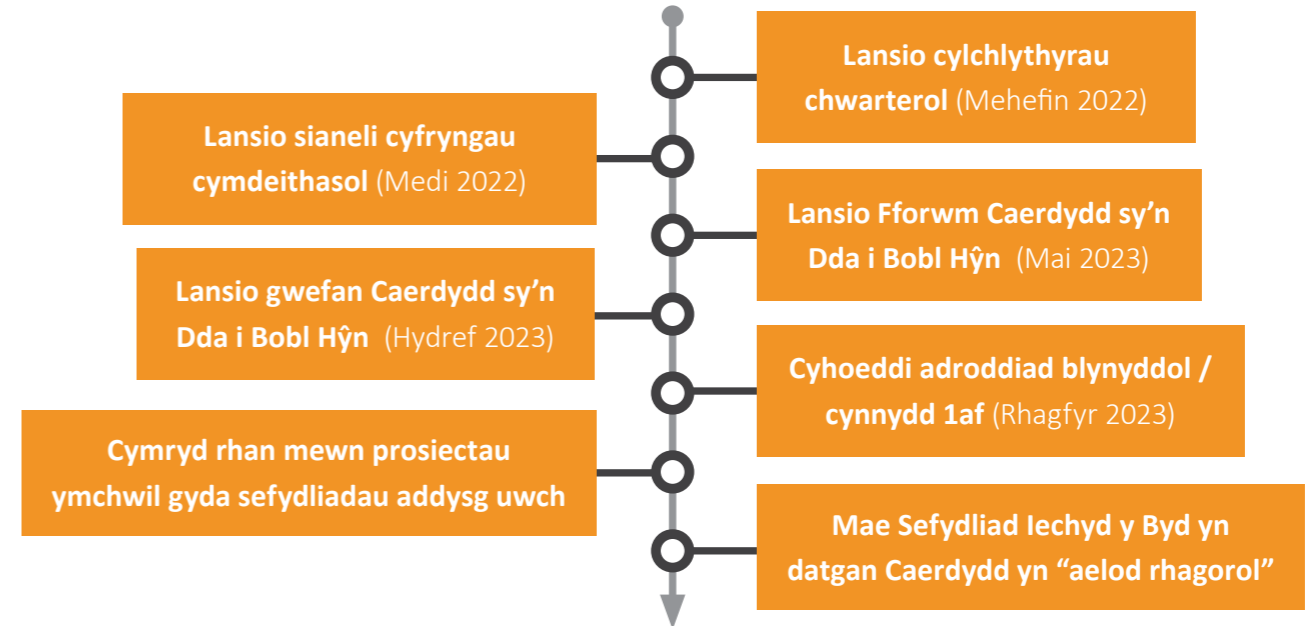 Lansio cylchlythyrau
chwarterol (Mehefin 2022)
Lansio sianeli cyfryngau
cymdeithasol (Medi 2022)
Lansio Fforwm Caerdydd sy’n
Dda i Bobl Hŷn (Mai 2023)
Lansio gwefan Caerdydd sy’n
Dda i Bobl Hŷn (Hydref 2023)
Cyhoeddi adroddiad blynyddol /
cynnydd 1af (Rhagfyr 2023)
Cymryd rhan mewn prosiectau
ymchwil gyda sefydliadau addysg uwch
Mae Sefydliad Iechyd y Byd yn
datgan Caerdydd yn “aelod rhagorol”